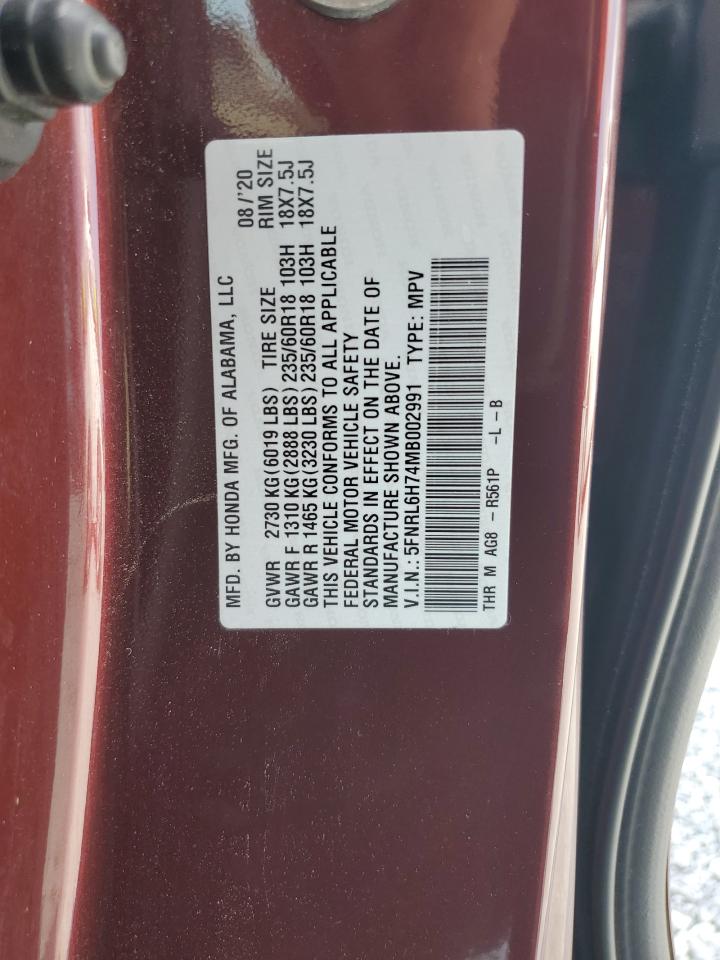 MFD. BY HONDA MFG. OF ALABAMA, LLC 08/'20
GVWR 2730 KG (6019 LBS) TIRE SIZE RIM SIZE
GAWR F 1310 KG (2888 LBS) 235/60R18 103H 18X7.5J
GAWR R 1465 KG (3230 LBS) 235/60R18 103H 18X7.5J
THIS VEHICLE CONFORMS TO ALL APPLICABLE
FEDERAL MOTOR VEHICLE SAFETY
STANDARDS IN EFFECT ON THE DATE OF
MANUFACTURE SHOWN ABOVE.
V.I.N.: 5FNRL6H74MB002991 TYPE: MPV
THR M AG8 - R561P -L -B